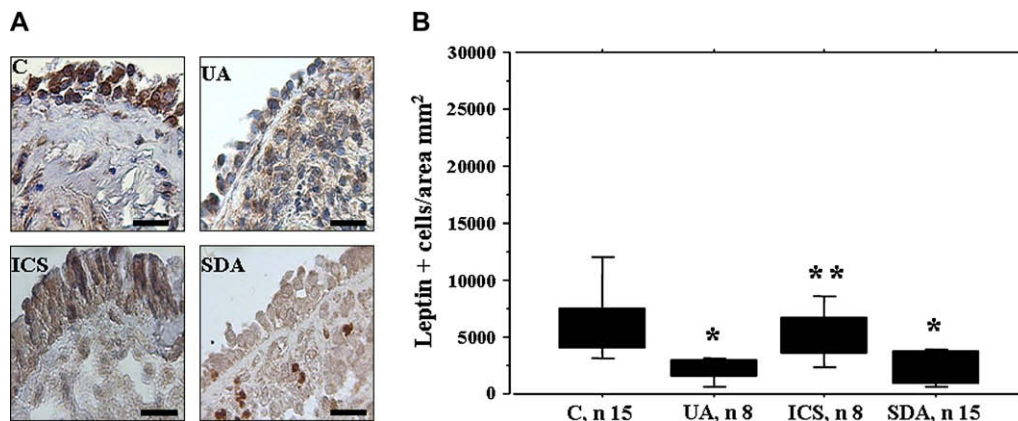 A
C
UA
ICS
SDA
B
Leptin + cells/area mm²
30000
25000
20000
15000
10000
5000
0
*
**
*
C, n 15
UA, n 8
ICS, n 8
SDA, n 15